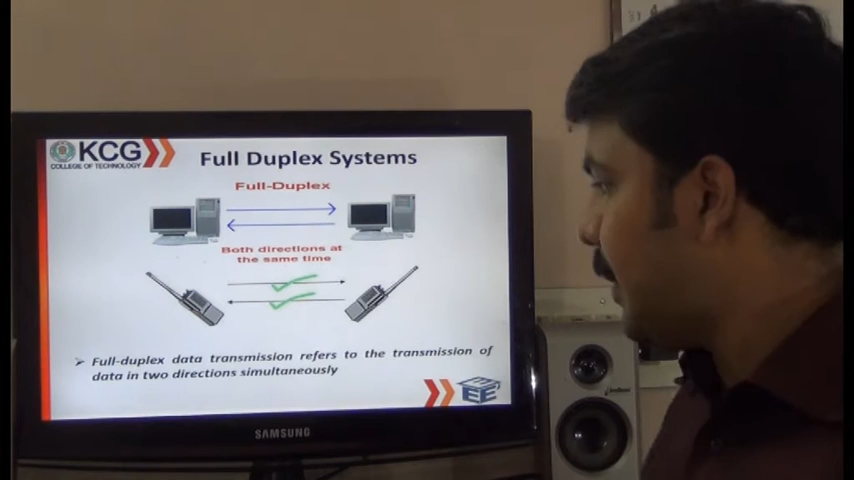 KCG
COLLEGE OF TECHNOLOGY
Full Duplex Systems
Full-Duplex
Both directions at
the same time
Full-duplex data transmission refers to the transmission of
data in two directions simultaneously
EEE
SAMSUNG